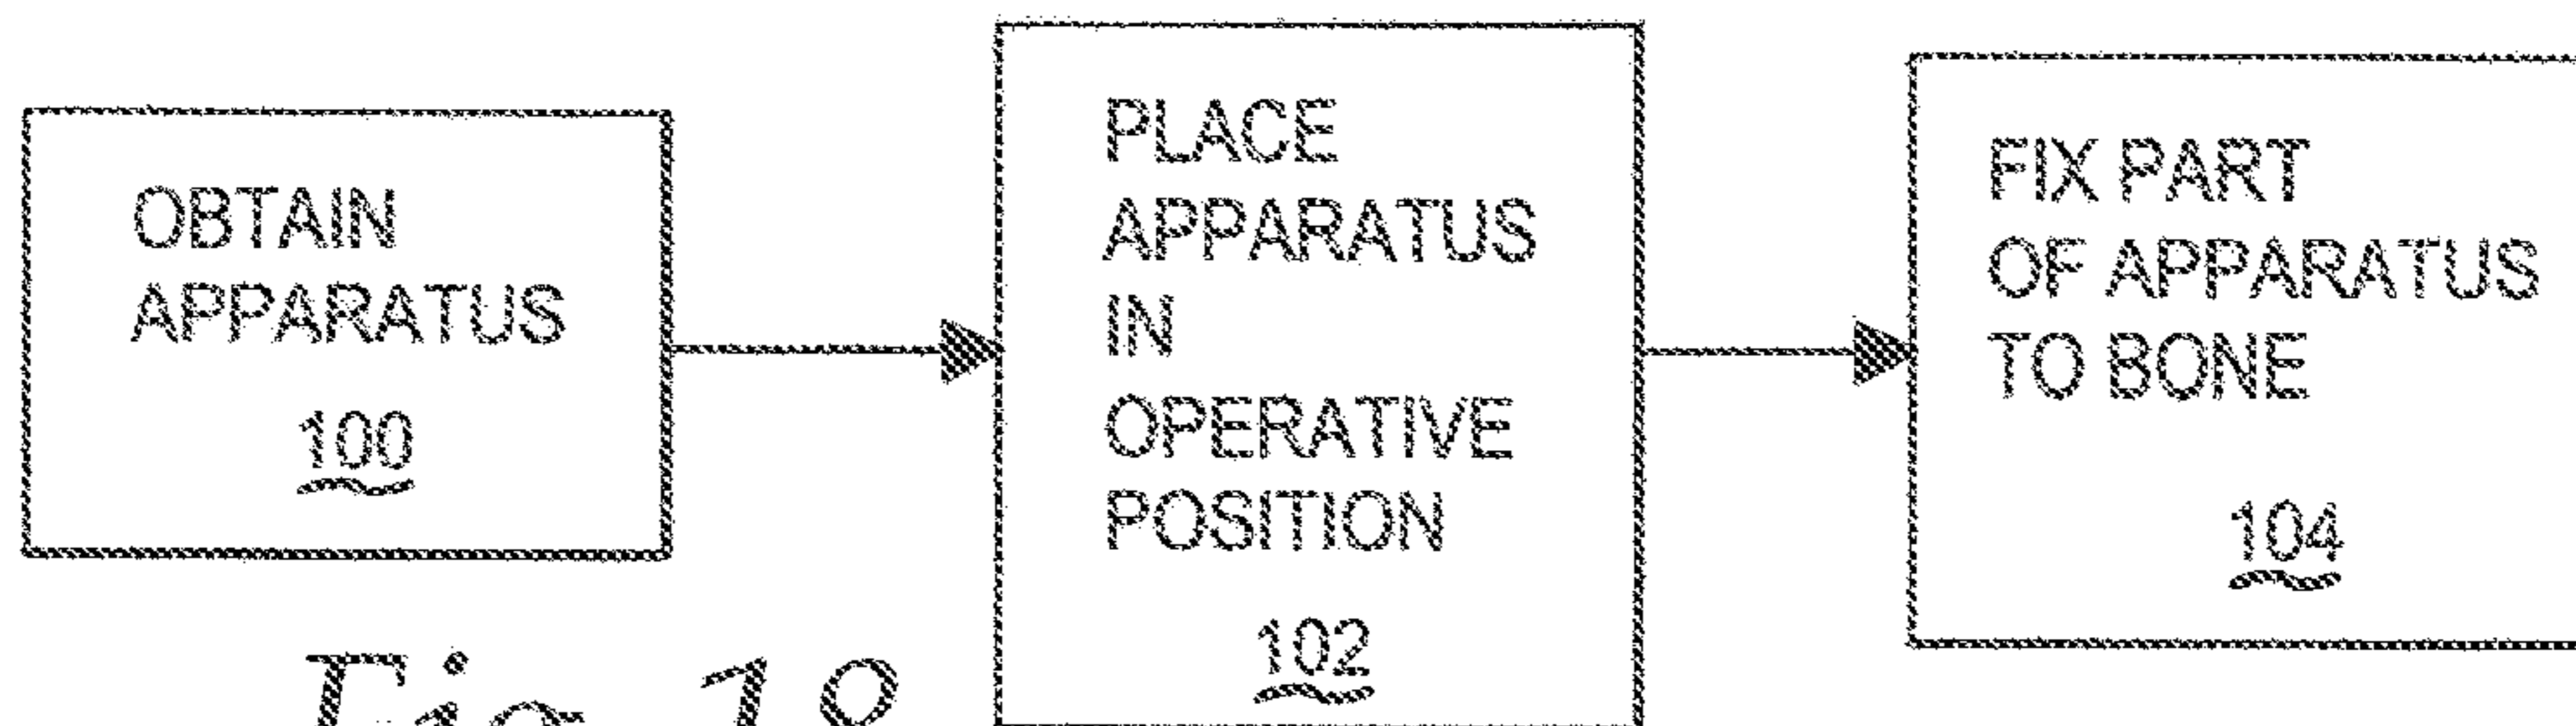 OBTAIN
APPARATUS
100
PLACE
APPARATUS
IN
OPERATIVE
POSITION
102
FIX PART
OF APPARATUS
TO BONE
104